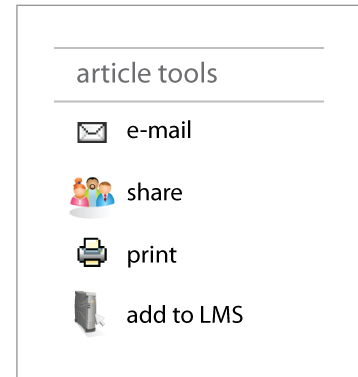 article tools
e-mail
share
print
add to LMS